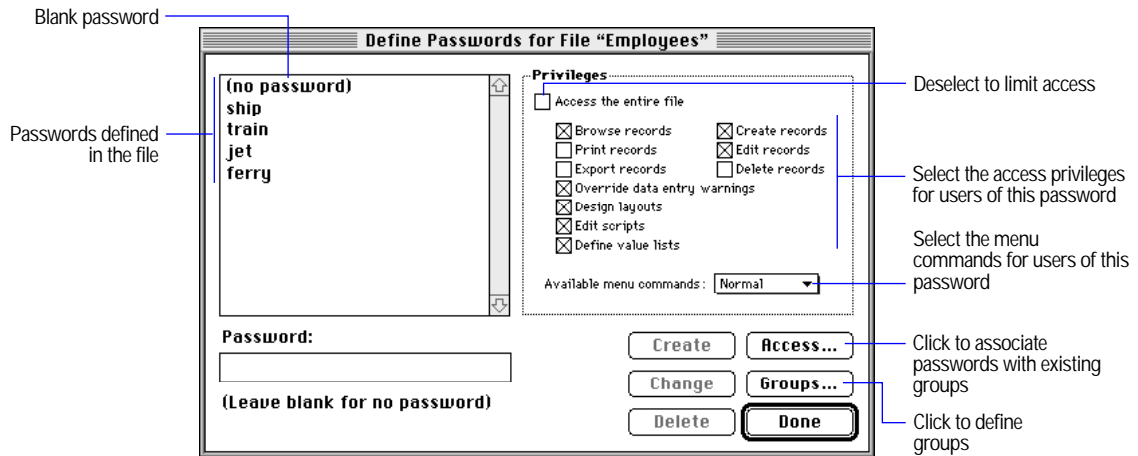 Blank password
Define Passwords for File “Employees”
(no password)
ship
train
jet
ferry
Passwords defined
in the file
Privileges
Access the entire file
Browse records
Create records
Print records
Edit records
Export records
Delete records
Override data entry warnings
Design layouts
Edit scripts
Define value lists
Available menu commands: Normal
Deselect to limit access
Select the access privileges
for users of this password
Select the menu
commands for users of this
password
Password:
(Leave blank for no password)
Create
Access...
Change
Groups...
Delete
Done
Click to associate
passwords with existing
groups
Click to define
groups